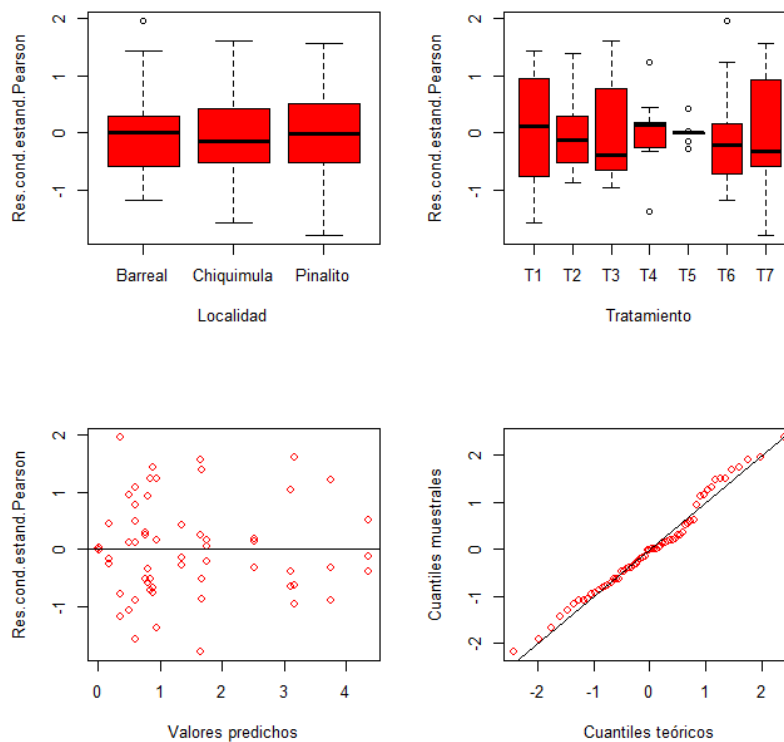 Res.cond.estand.Pearson
2
1
0
-1
Barreal Chiquimula Pinalito
Localidad
Res.cond.estand.Pearson
2
1
0
-1
T1 T2 T3 T4 T5 T6 T7
Tratamiento
Res.cond.estand.Pearson
2
1
0
-1
0 1 2 3 4
Valores predichos
Cuantiles muestrales
2
1
0
-1
-2
-2 -1 0 1 2
Cuantiles teóricos